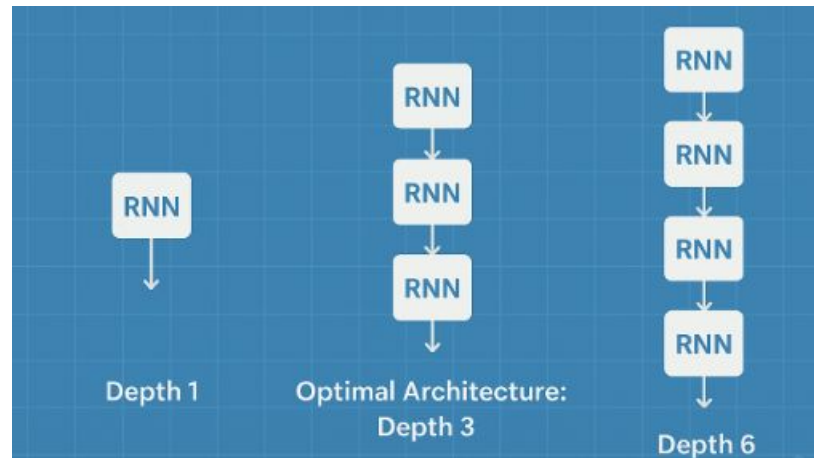 RNN
Depth 1
RNN
RNN
RNN
Optimal Architecture:
Depth 3
RNN
RNN
RNN
RNN
Depth 6